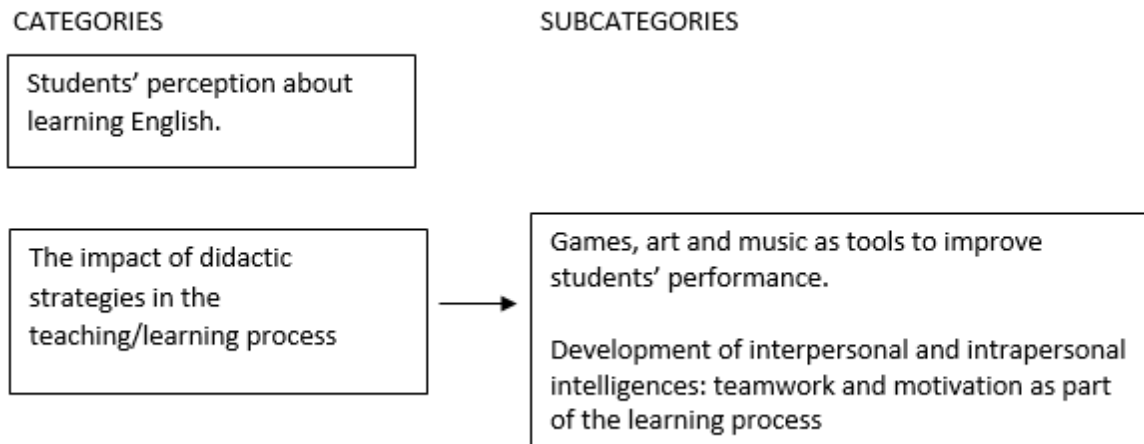 CATEGORIES
SUBCATEGORIES
Students’ perception about
learning English.
The impact of didactic
strategies in the
teaching/learning process
Games, art and music as tools to improve
students’ performance.
Development of interpersonal and intrapersonal
intelligences: teamwork and motivation as part
of the learning process